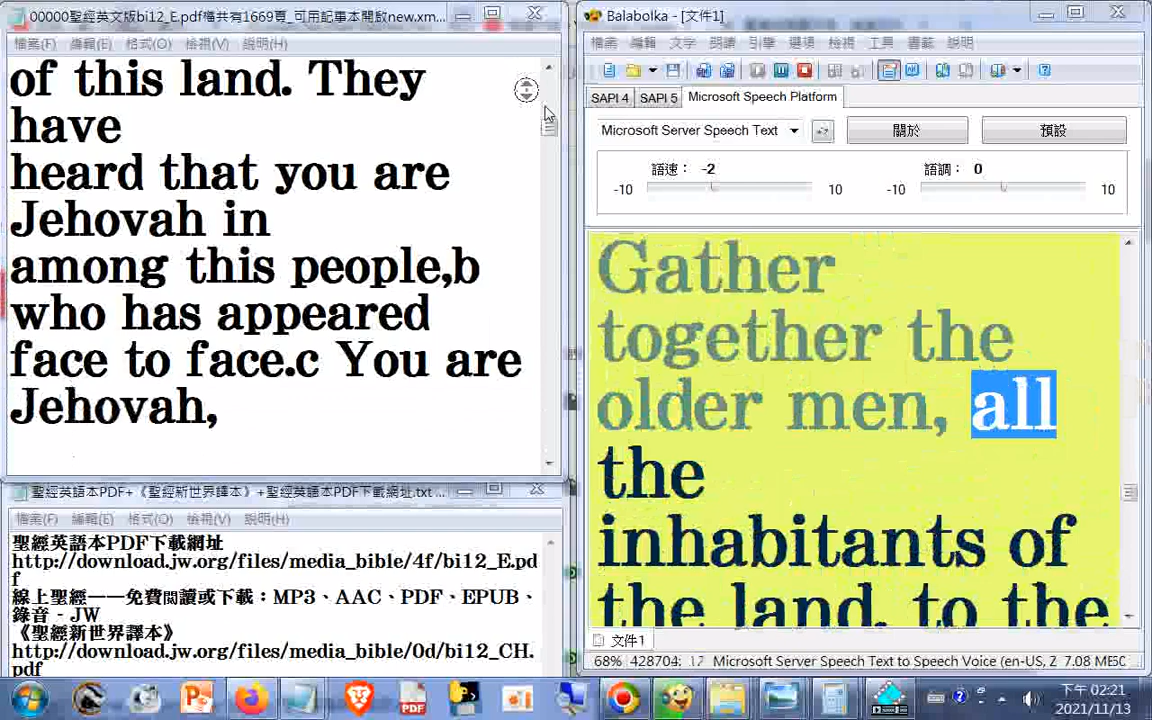 00000聖經英文版bi12_E.pdf檔共有1669頁_可用記事本開啟new.xm...
檔案(F) 編輯(E) 格式(O) 檢視(V) 說明(H)
of this land. They
have
heard that you are
Jehovah in
among this people,b
who has appeared
face to face.c You are
Jehovah,
聖經英語本PDF+《聖經新世界譯本》+聖經英語本PDF下載網址.txt ...
檔案(F) 編輯(E) 格式(O) 檢視(V) 說明(H)
聖經英語本PDF下載網址
http://download.jw.org/files/media_bible/4f/bi12_E.pd
f
線上聖經——免費閱讀或下載：MP3、AAC、PDF、EPUB、
錄音 - JW
《聖經新世界譯本》
http://download.jw.org/files/media_bible/0d/bi12_CH.
pdf
Balabolka - [文件1]
檔案 編輯 文字 朗讀 引擎 選項 檢視 工具 書籤 說明
SAPI 4 SAPI 5 Microsoft Speech Platform
Microsoft Server Speech Text 關於 預設
語速： -2 語調： 0
-10 10 -10 10
Gather
together the
older men, all
the
inhabitants of
the land, to the
文件1
68% 428704: Microsoft Server Speech Text to Speech Voice (en-US, Z 7.08 МБ
下午 02:21
2021/11/13